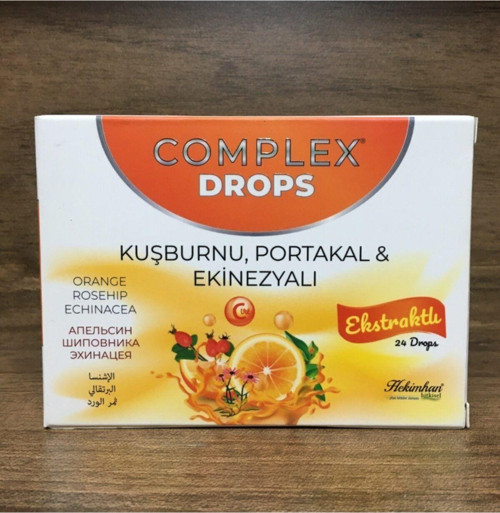 COMPLEX®
DROPS
KUŞBURNU, PORTAKAL &
EKİNEZYALI
ORANGE
ROSEHIP
ECHINACEA
АПЕЛЬСИН
ШИПОВНИКА
ЭХИНАЦЕЯ
الإشنسا
البرتقالي
ثمر الورد
C
Ekstraktlı
24 Drops
Hekimhan
bitkisel